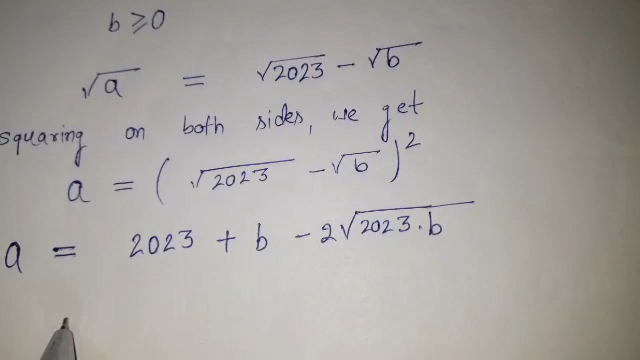 b ⩾ 0
√a = √2023 − √b
squaring on both sides, we get
a = (√2023 − √b)²
a = 2023 + b − 2√2023·b